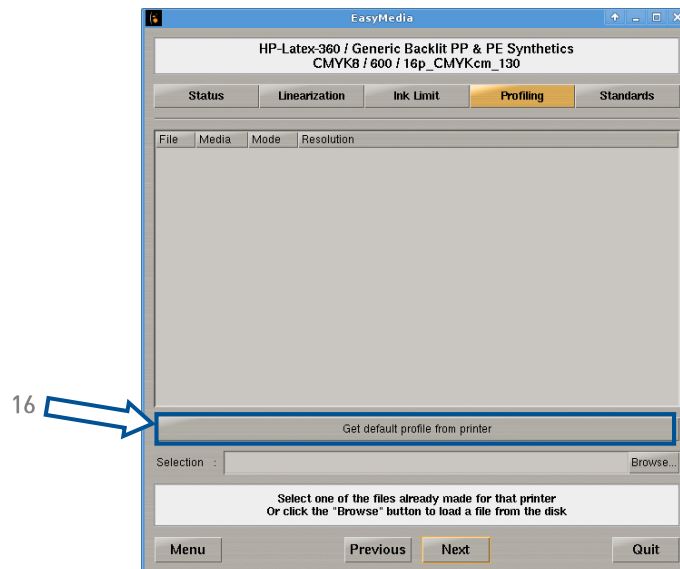 EasyMedia
HP-Latex-360 / Generic Backlit PP & PE Synthetics
CMYK8 / 600 / 16p_CMYKcm_130
Status Linearization Ink Limit Profiling Standards
File Media Mode Resolution
16
Get default profile from printer
Selection : Browse...
Select one of the files already made for that printer
Or click the "Browse" button to load a file from the disk
Menu Previous Next Quit